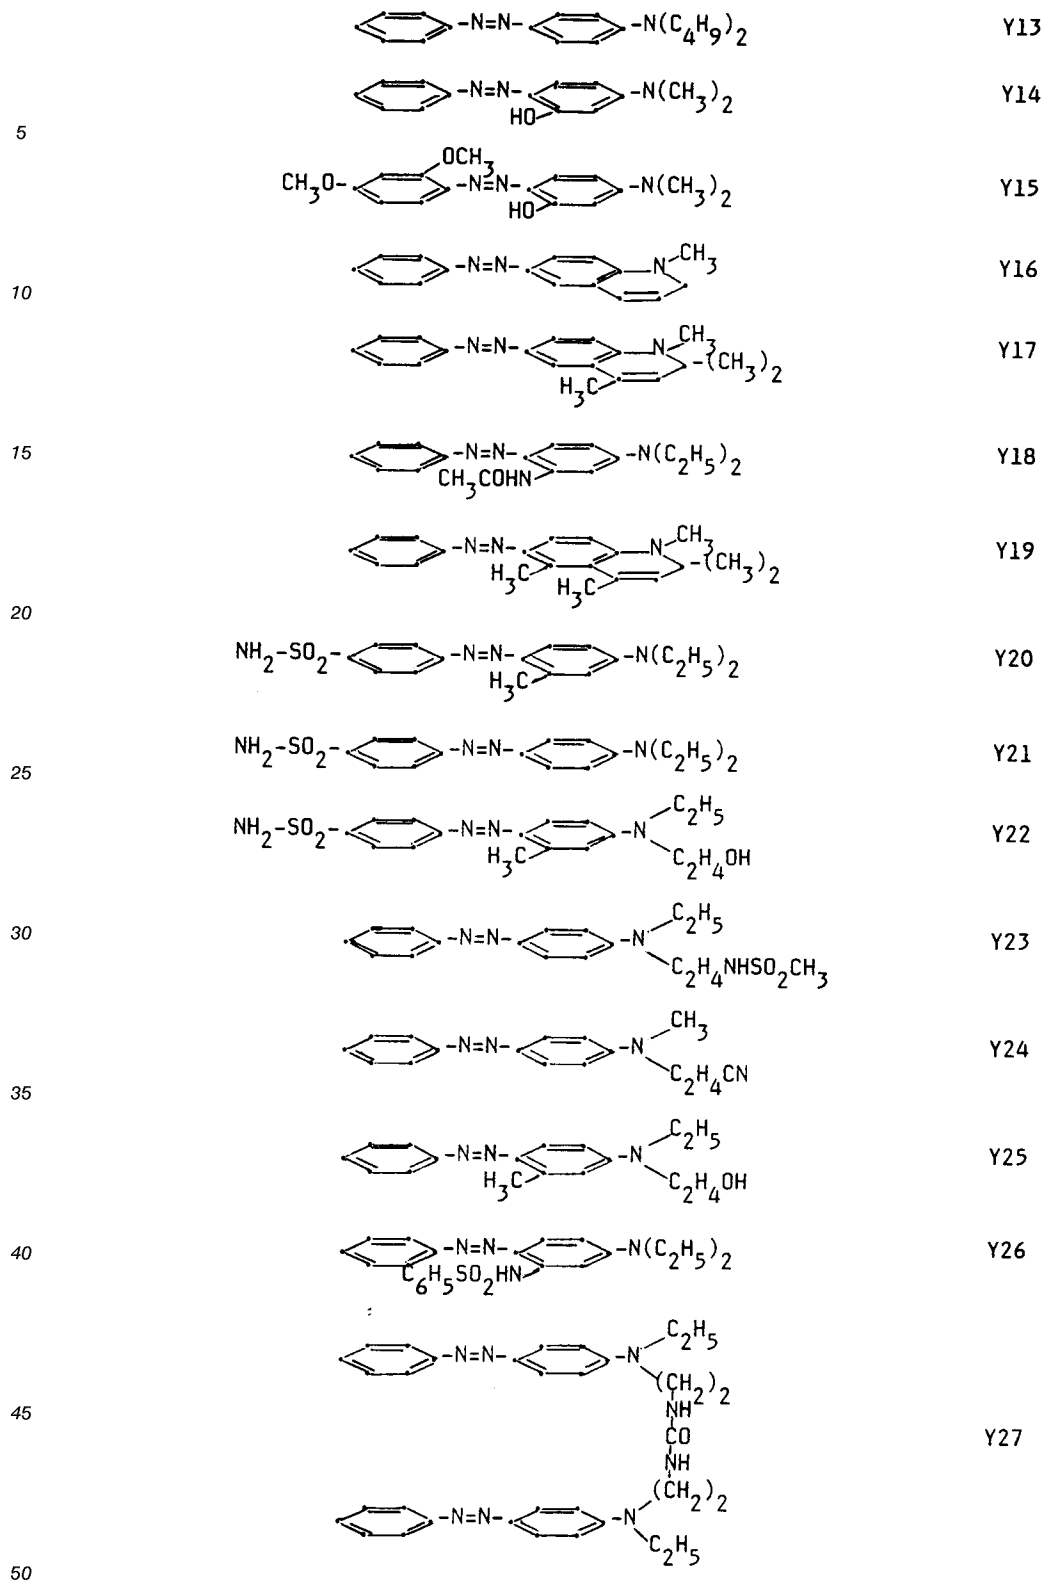 -N=N- -N(C4H9)2 Y13
-N=N- -N(CH3)2 Y14
HO
5
OCH3
CH3O- -N=N- -N(CH3)2 Y15
HO
-N=N- N CH3 Y16
10
-N=N- N CH3 -(CH3)2 Y17
H3C
15 -N=N- -N(C2H5)2 Y18
CH3COHN
-N=N- N CH3 -(CH3)2 Y19
H3C H3C
20
NH2-SO2- -N=N- -N(C2H5)2 Y20
H3C
NH2-SO2- -N=N- -N(C2H5)2 Y21
25
C2H5
NH2-SO2- -N=N- -N Y22
H3C C2H4OH
C2H5
30 -N=N- -N Y23
C2H4NHSO2CH3
CH3
-N=N- -N Y24
C2H4CN
35
C2H5
-N=N- -N Y25
H3C C2H4OH
40 -N=N- -N(C2H5)2 Y26
C6H5SO2HN
C2H5
-N=N- -N
(CH2)2
45 NH
CO Y27
NH
(CH2)2
-N=N- -N
C2H5
50